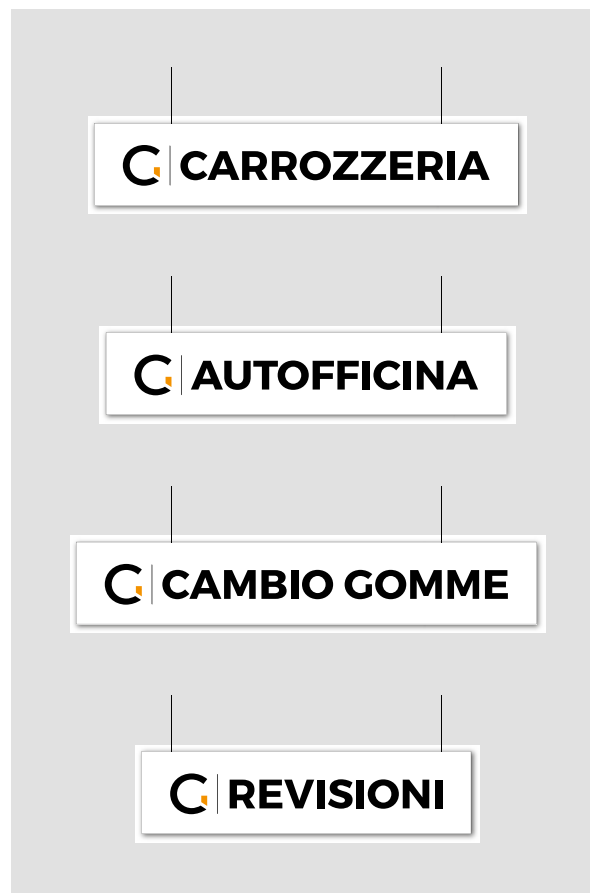 G CARROZZERIA
G AUTOFFICINA
G CAMBIO GOMME
G REVISIONI